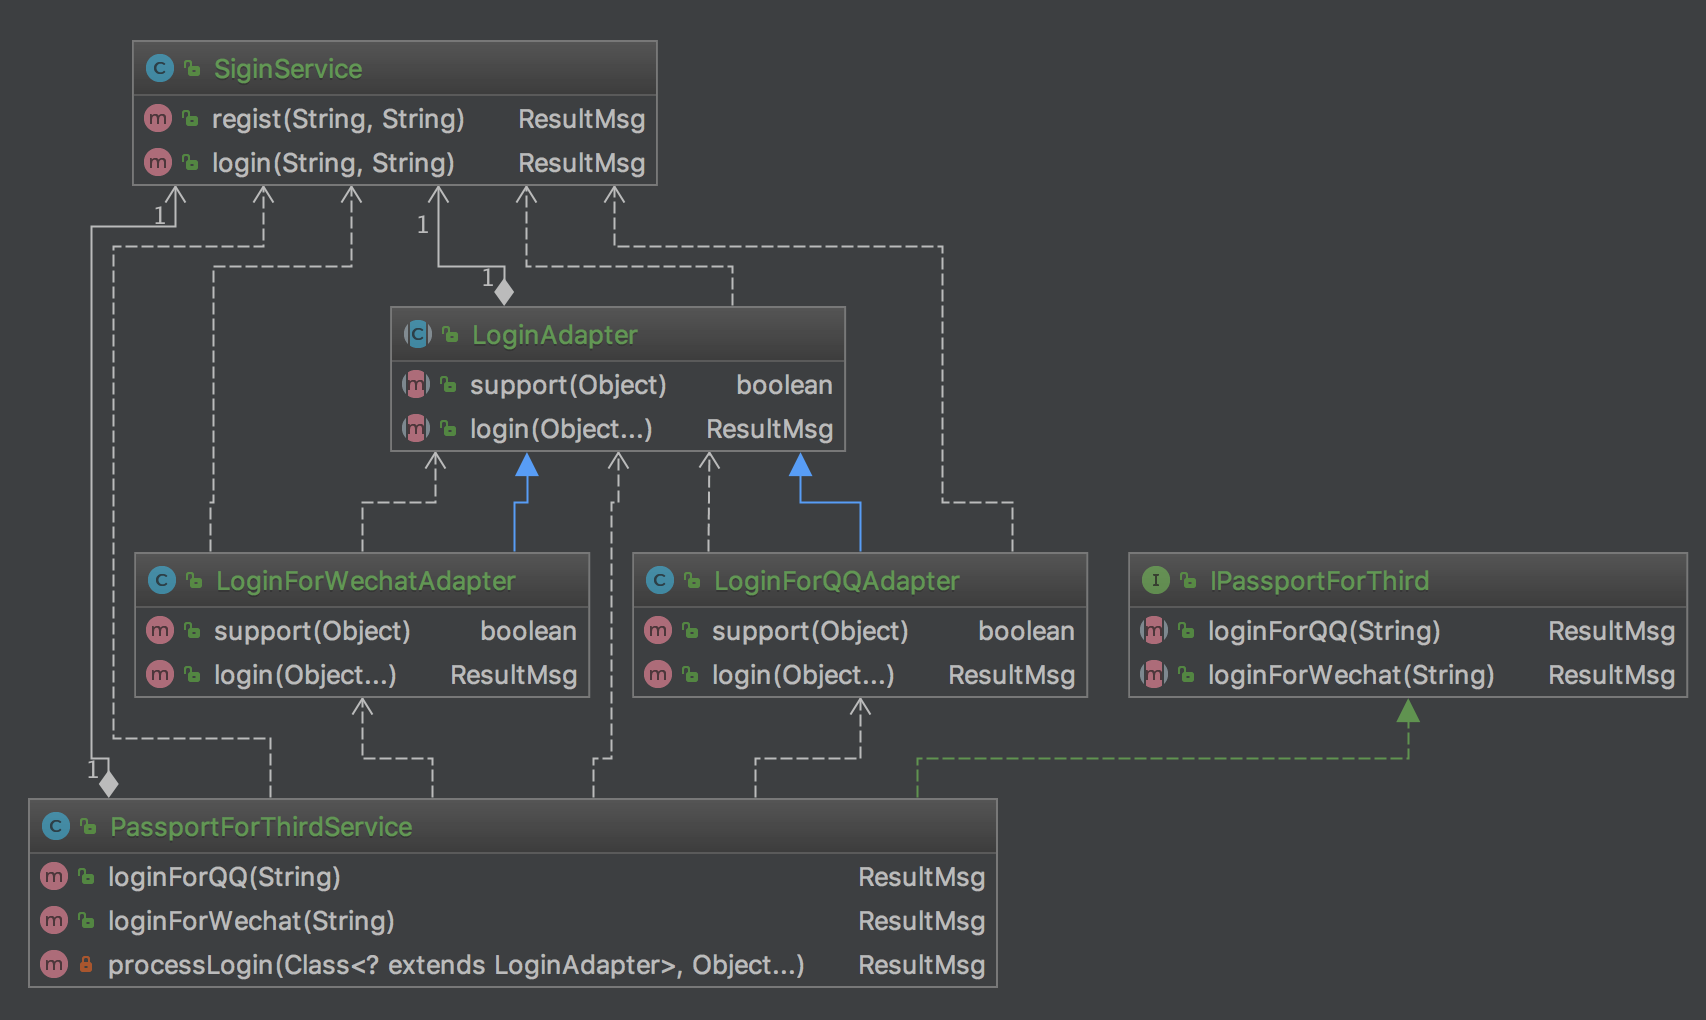 C SiginService
m regist(String, String) ResultMsg
m login(String, String) ResultMsg
1
1
1
C LoginAdapter
m support(Object) boolean
m login(Object...) ResultMsg
C LoginForWechatAdapter
m support(Object) boolean
m login(Object...) ResultMsg
C LoginForQQAdapter
m support(Object) boolean
m login(Object...) ResultMsg
I IPassportForThird
m loginForQQ(String) ResultMsg
m loginForWechat(String) ResultMsg
1
C PassportForThirdService
m loginForQQ(String) ResultMsg
m loginForWechat(String) ResultMsg
m processLogin(Class<? extends LoginAdapter>, Object...) ResultMsg